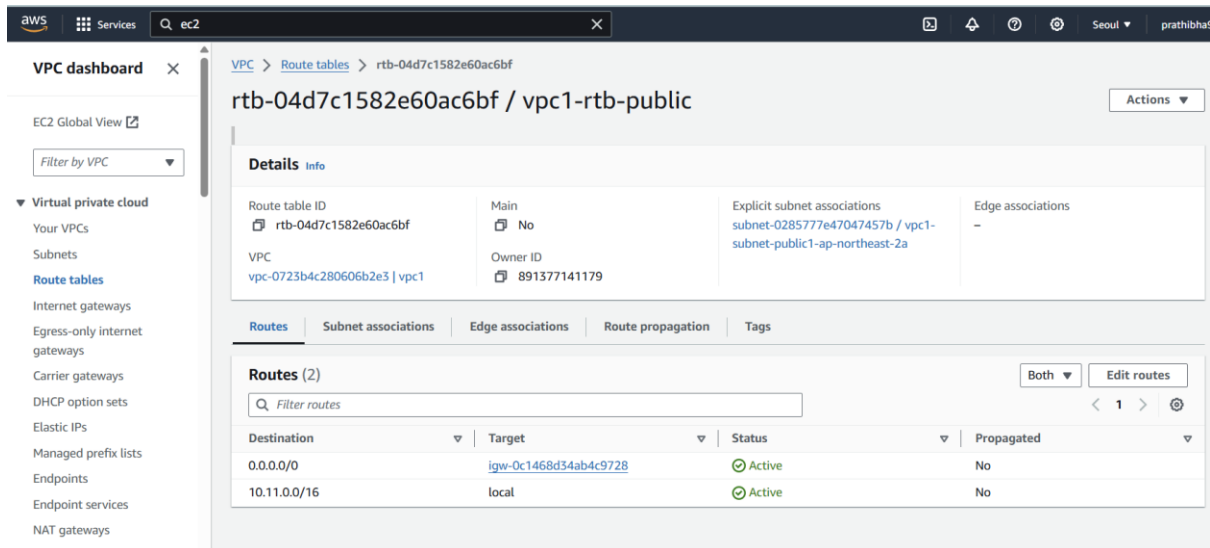 aws Services ec2 Seoul prathibha9
VPC dashboard
EC2 Global View
Filter by VPC
Virtual private cloud
Your VPCs
Subnets
Route tables
Internet gateways
Egress-only internet
gateways
Carrier gateways
DHCP option sets
Elastic IPs
Managed prefix lists
Endpoints
Endpoint services
NAT gateways
VPC > Route tables > rtb-04d7c1582e60ac6bf
rtb-04d7c1582e60ac6bf / vpc1-rtb-public
Actions
Details Info
Route table ID
rtb-04d7c1582e60ac6bf
Main
No
Explicit subnet associations
subnet-0285777e47047457b / vpc1-
subnet-public1-ap-northeast-2a
Edge associations
–
VPC
vpc-0723b4c280606b2e3 | vpc1
Owner ID
891377141179
Routes Subnet associations Edge associations Route propagation Tags
Routes (2) Both Edit routes
Filter routes < 1 >
Destination Target Status Propagated
0.0.0.0/0 igw-0c1468d34ab4c9728 Active No
10.11.0.0/16 local Active No